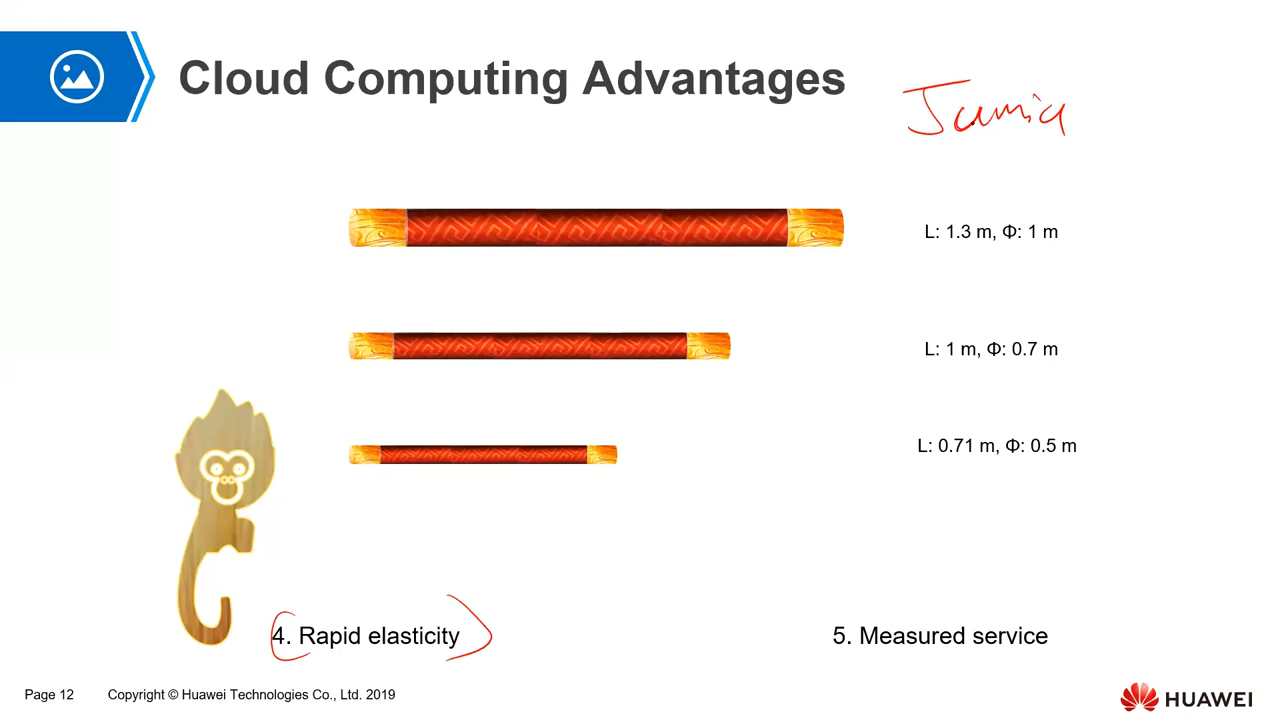 Cloud Computing Advantages
Jumia
L: 1.3 m, Φ: 1 m
L: 1 m, Φ: 0.7 m
L: 0.71 m, Φ: 0.5 m
4. Rapid elasticity
5. Measured service
Page 12
Copyright © Huawei Technologies Co., Ltd. 2019
HUAWEI